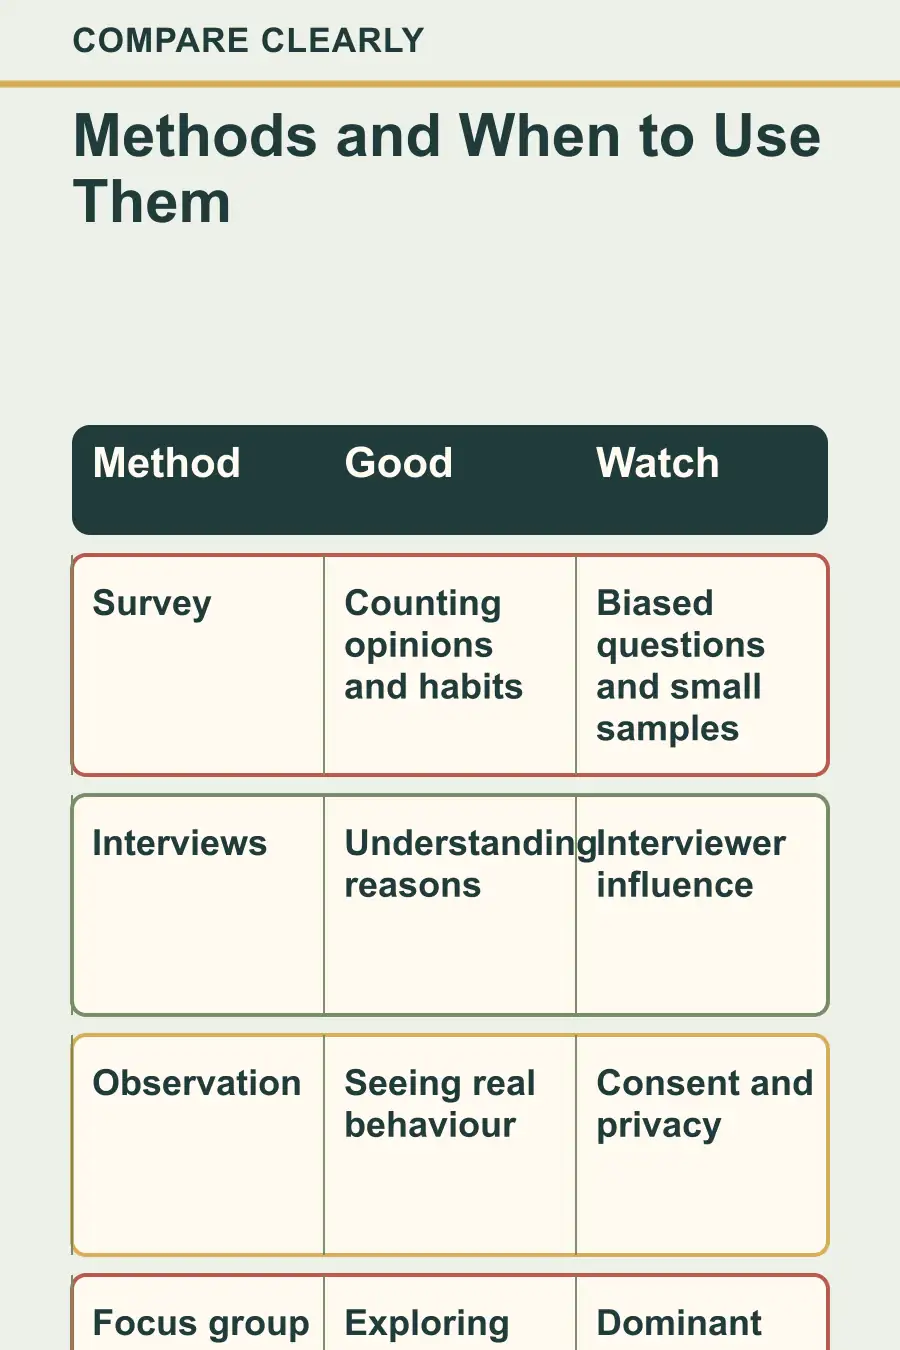 COMPARE CLEARLY
Methods and When to Use
Them
Method Good Watch
Survey
Counting
opinions
and habits
Biased
questions
and small
samples
Interviews
Understanding
reasons
Interviewer
influence
Observation
Seeing real
behaviour
Consent and
privacy
Focus group
Exploring
Dominant